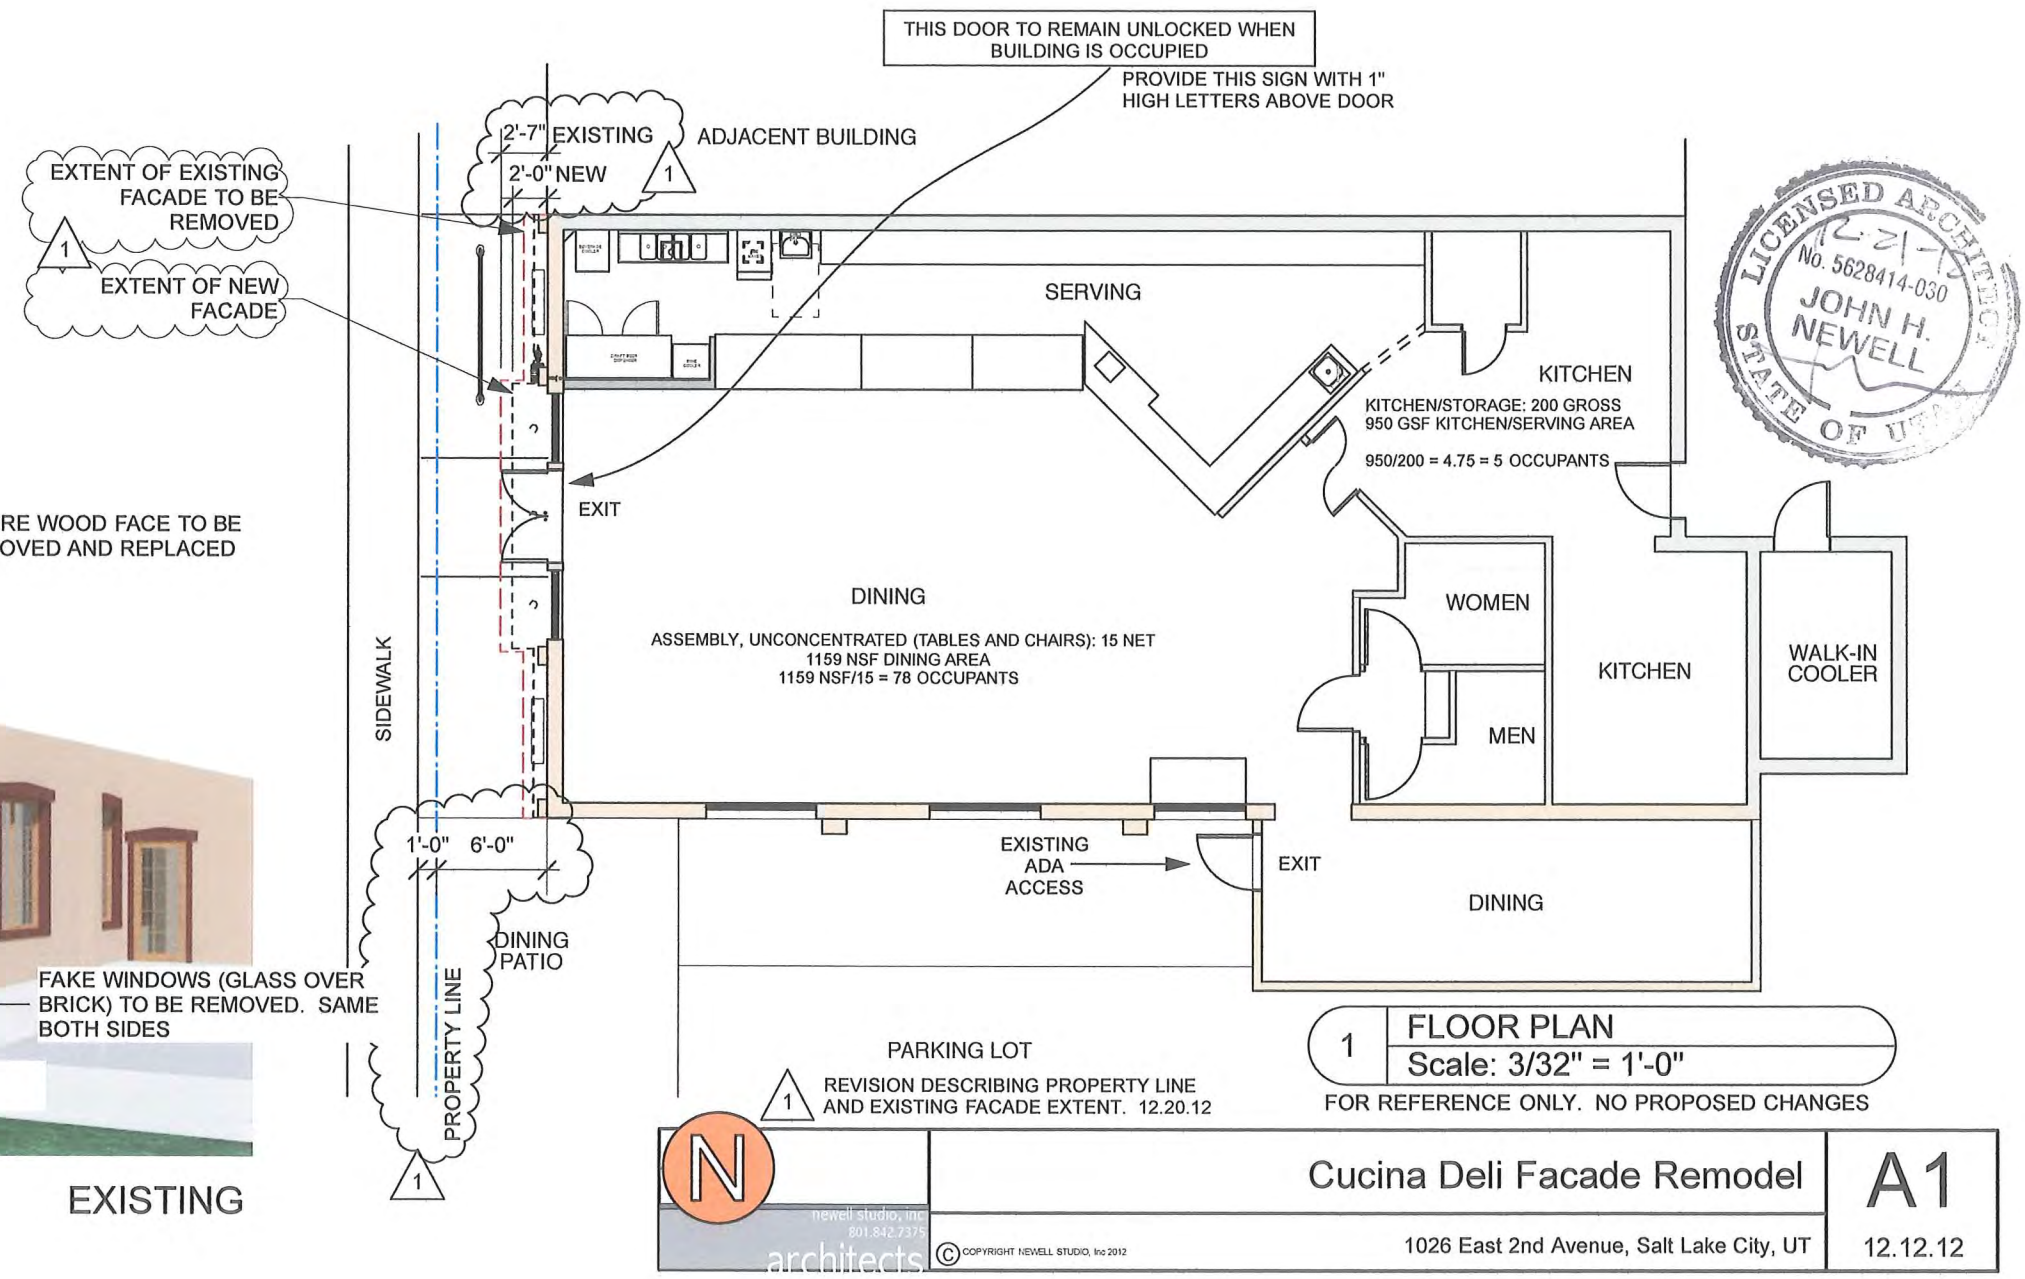 THIS DOOR TO REMAIN UNLOCKED WHEN
BUILDING IS OCCUPIED
PROVIDE THIS SIGN WITH 1"
HIGH LETTERS ABOVE DOOR
2'-7" EXISTING
2'-0" NEW
1
ADJACENT BUILDING
EXTENT OF EXISTING
FACADE TO BE
REMOVED
1
EXTENT OF NEW
FACADE
LICENSED ARCHITECT
No. 5628414-030
JOHN H.
NEWELL
STATE OF UTAH
SERVING
KITCHEN
KITCHEN/STORAGE: 200 GROSS
950 GSF KITCHEN/SERVING AREA
950/200 = 4.75 = 5 OCCUPANTS
EXIT
RE WOOD FACE TO BE
OVED AND REPLACED
DINING
ASSEMBLY, UNCONCENTRATED (TABLES AND CHAIRS): 15 NET
1159 NSF DINING AREA
1159 NSF/15 = 78 OCCUPANTS
WOMEN
MEN
KITCHEN
WALK-IN
COOLER
SIDEWALK
1'-0" 6'-0"
EXISTING
ADA
ACCESS
EXIT
DINING
DINING
PATIO
PROPERTY LINE
1
FAKE WINDOWS (GLASS OVER
BRICK) TO BE REMOVED. SAME
BOTH SIDES
EXISTING
PARKING LOT
1
REVISION DESCRIBING PROPERTY LINE
AND EXISTING FACADE EXTENT. 12.20.12
1
FLOOR PLAN
Scale: 3/32" = 1'-0"
FOR REFERENCE ONLY. NO PROPOSED CHANGES
N
newell studio, inc
801.842.7375
architects
© COPYRIGHT NEWELL STUDIO, Inc 2012
Cucina Deli Facade Remodel
1026 East 2nd Avenue, Salt Lake City, UT
A1
12.12.12